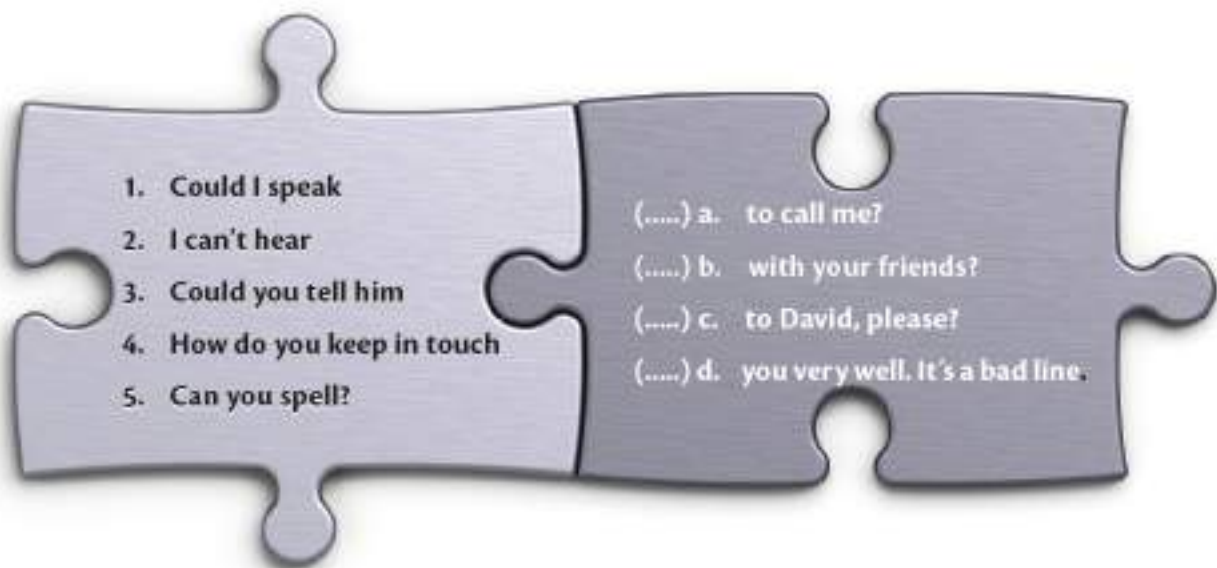 1. Could I speak
2. I can't hear
3. Could you tell him
4. How do you keep in touch
5. Can you spell?
(.....) a. to call me?
(.....) b. with your friends?
(.....) c. to David, please?
(.....) d. you very well. It's a bad line.